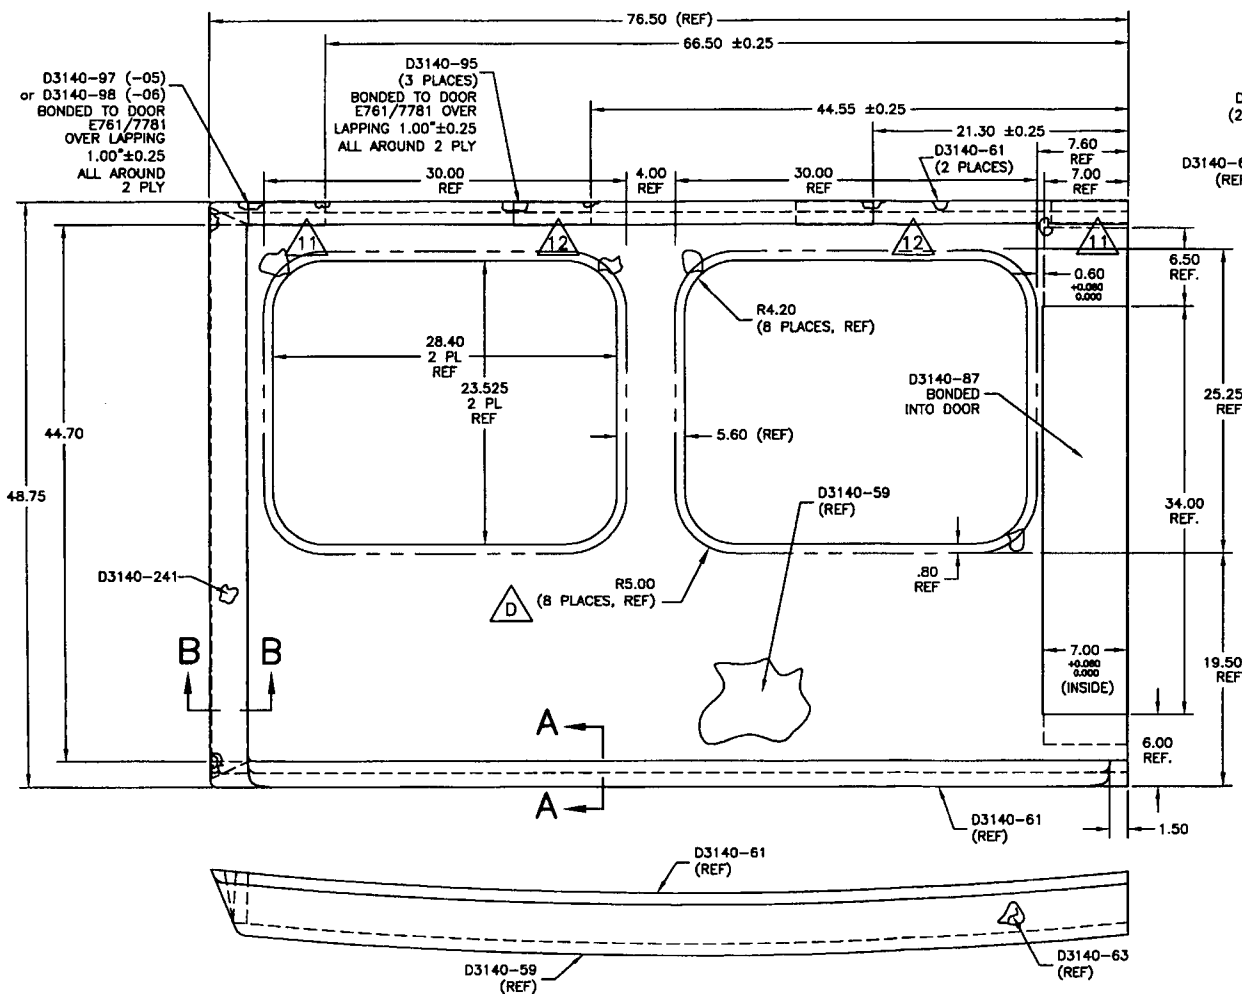 76.50 (REF)
66.50 ±0.25
D3140-97 (-05)
or D3140-98 (-06)
BONDED TO DOOR
E761/7781
OVER LAPPING
1.00"±0.25
ALL AROUND
2 PLY
D3140-95
(3 PLACES)
BONDED TO DOOR
E761/7781 OVER
LAPPING 1.00"±0.25
ALL AROUND 2 PLY
44.55 ±0.25
21.30 ±0.25
D3140-61
(2 PLACES)
7.60
REF
7.00
REF
D
(2
D3140-6
(REF
30.00
REF
4.00
REF
30.00
REF
11
12
12
11
6.50
REF.
0.60
+0.080
0.000
R4.20
(8 PLACES, REF)
28.40
2 PL
REF
23.525
2 PL
REF
D3140-87
BONDED
INTO DOOR
25.25
REF
44.70
5.60 (REF)
48.75
D3140-59
(REF)
34.00
REF.
.80
REF
D3140-241
R5.00
(8 PLACES, REF)
D
B
B
7.00
+0.080
0.000
(INSIDE)
19.50
REF
A
A
6.00
REF.
D3140-61
(REF)
1.50
D3140-61
(REF)
D3140-59
(REF)
D3140-63
(REF)